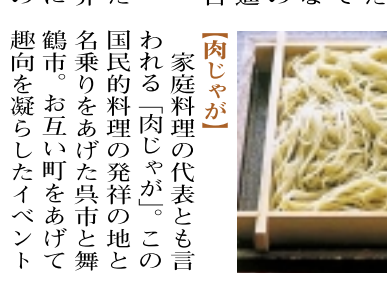 【肉じゃが】
家庭料理の代表とも言
われる「肉じゃが」。この
国民的料理の発祥の地と
名乗りをあげた呉市と舞
鶴市。お互い町をあげて
趣向を凝らしたイベント